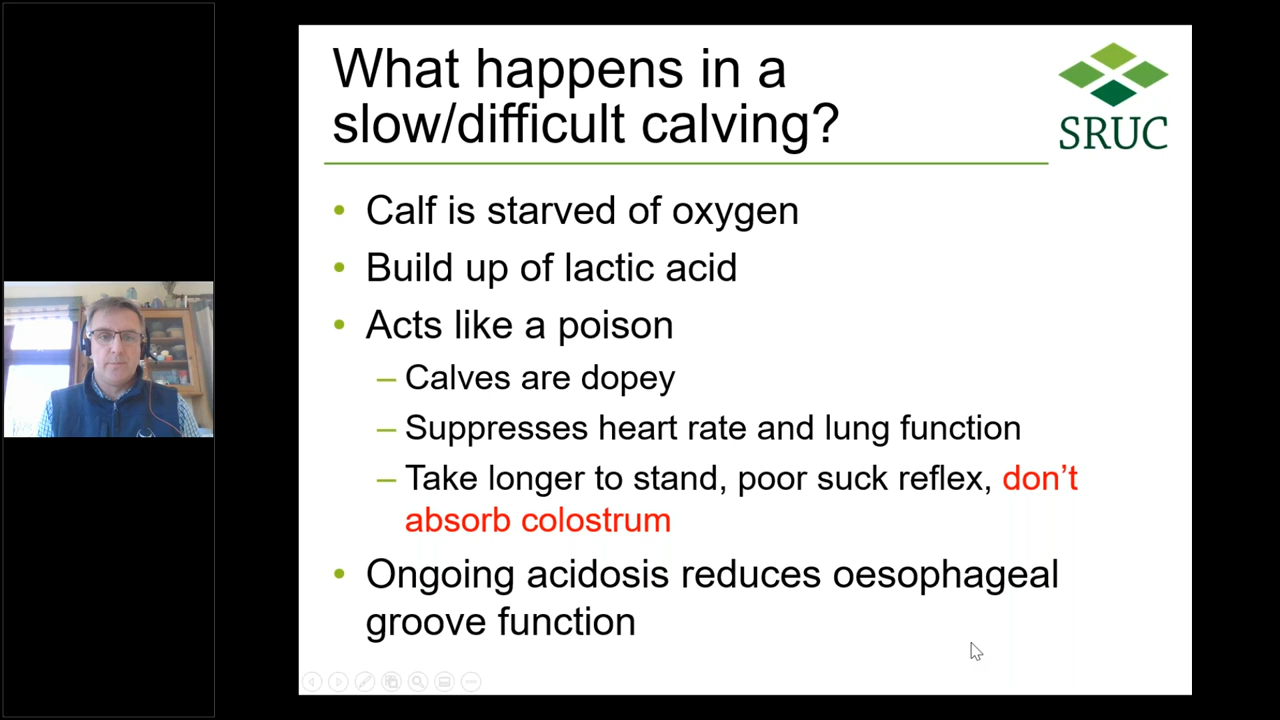 What happens in a
slow/difficult calving?
SRUC
• Calf is starved of oxygen
• Build up of lactic acid
• Acts like a poison
– Calves are dopey
– Suppresses heart rate and lung function
– Take longer to stand, poor suck reflex, don’t
absorb colostrum
• Ongoing acidosis reduces oesophageal
groove function